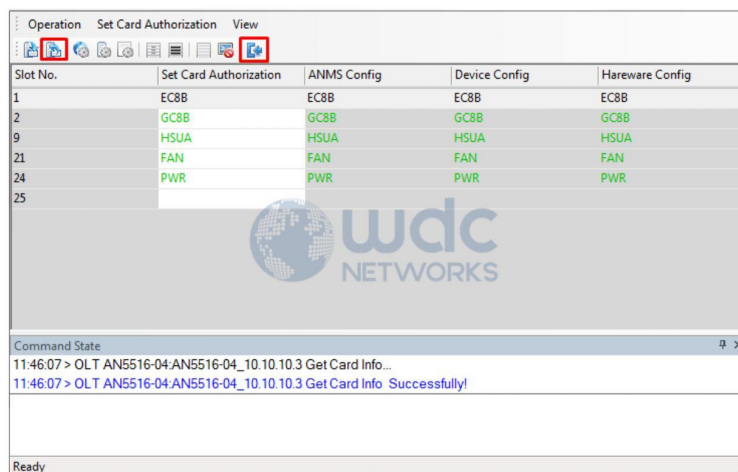 Operation Set Card Authorization View
Slot No. Set Card Authorization ANMS Config Device Config Hareware Config
1 EC8B EC8B EC8B EC8B
2 GC8B GC8B GC8B GC8B
9 HSUA HSUA HSUA HSUA
21 FAN FAN FAN FAN
24 PWR PWR PWR PWR
25
wdc
NETWORKS
Command State
11:46:07 > OLT AN5516-04:AN5516-04_10.10.10.3 Get Card Info...
11:46:07 > OLT AN5516-04:AN5516-04_10.10.10.3 Get Card Info Successfully!
Ready